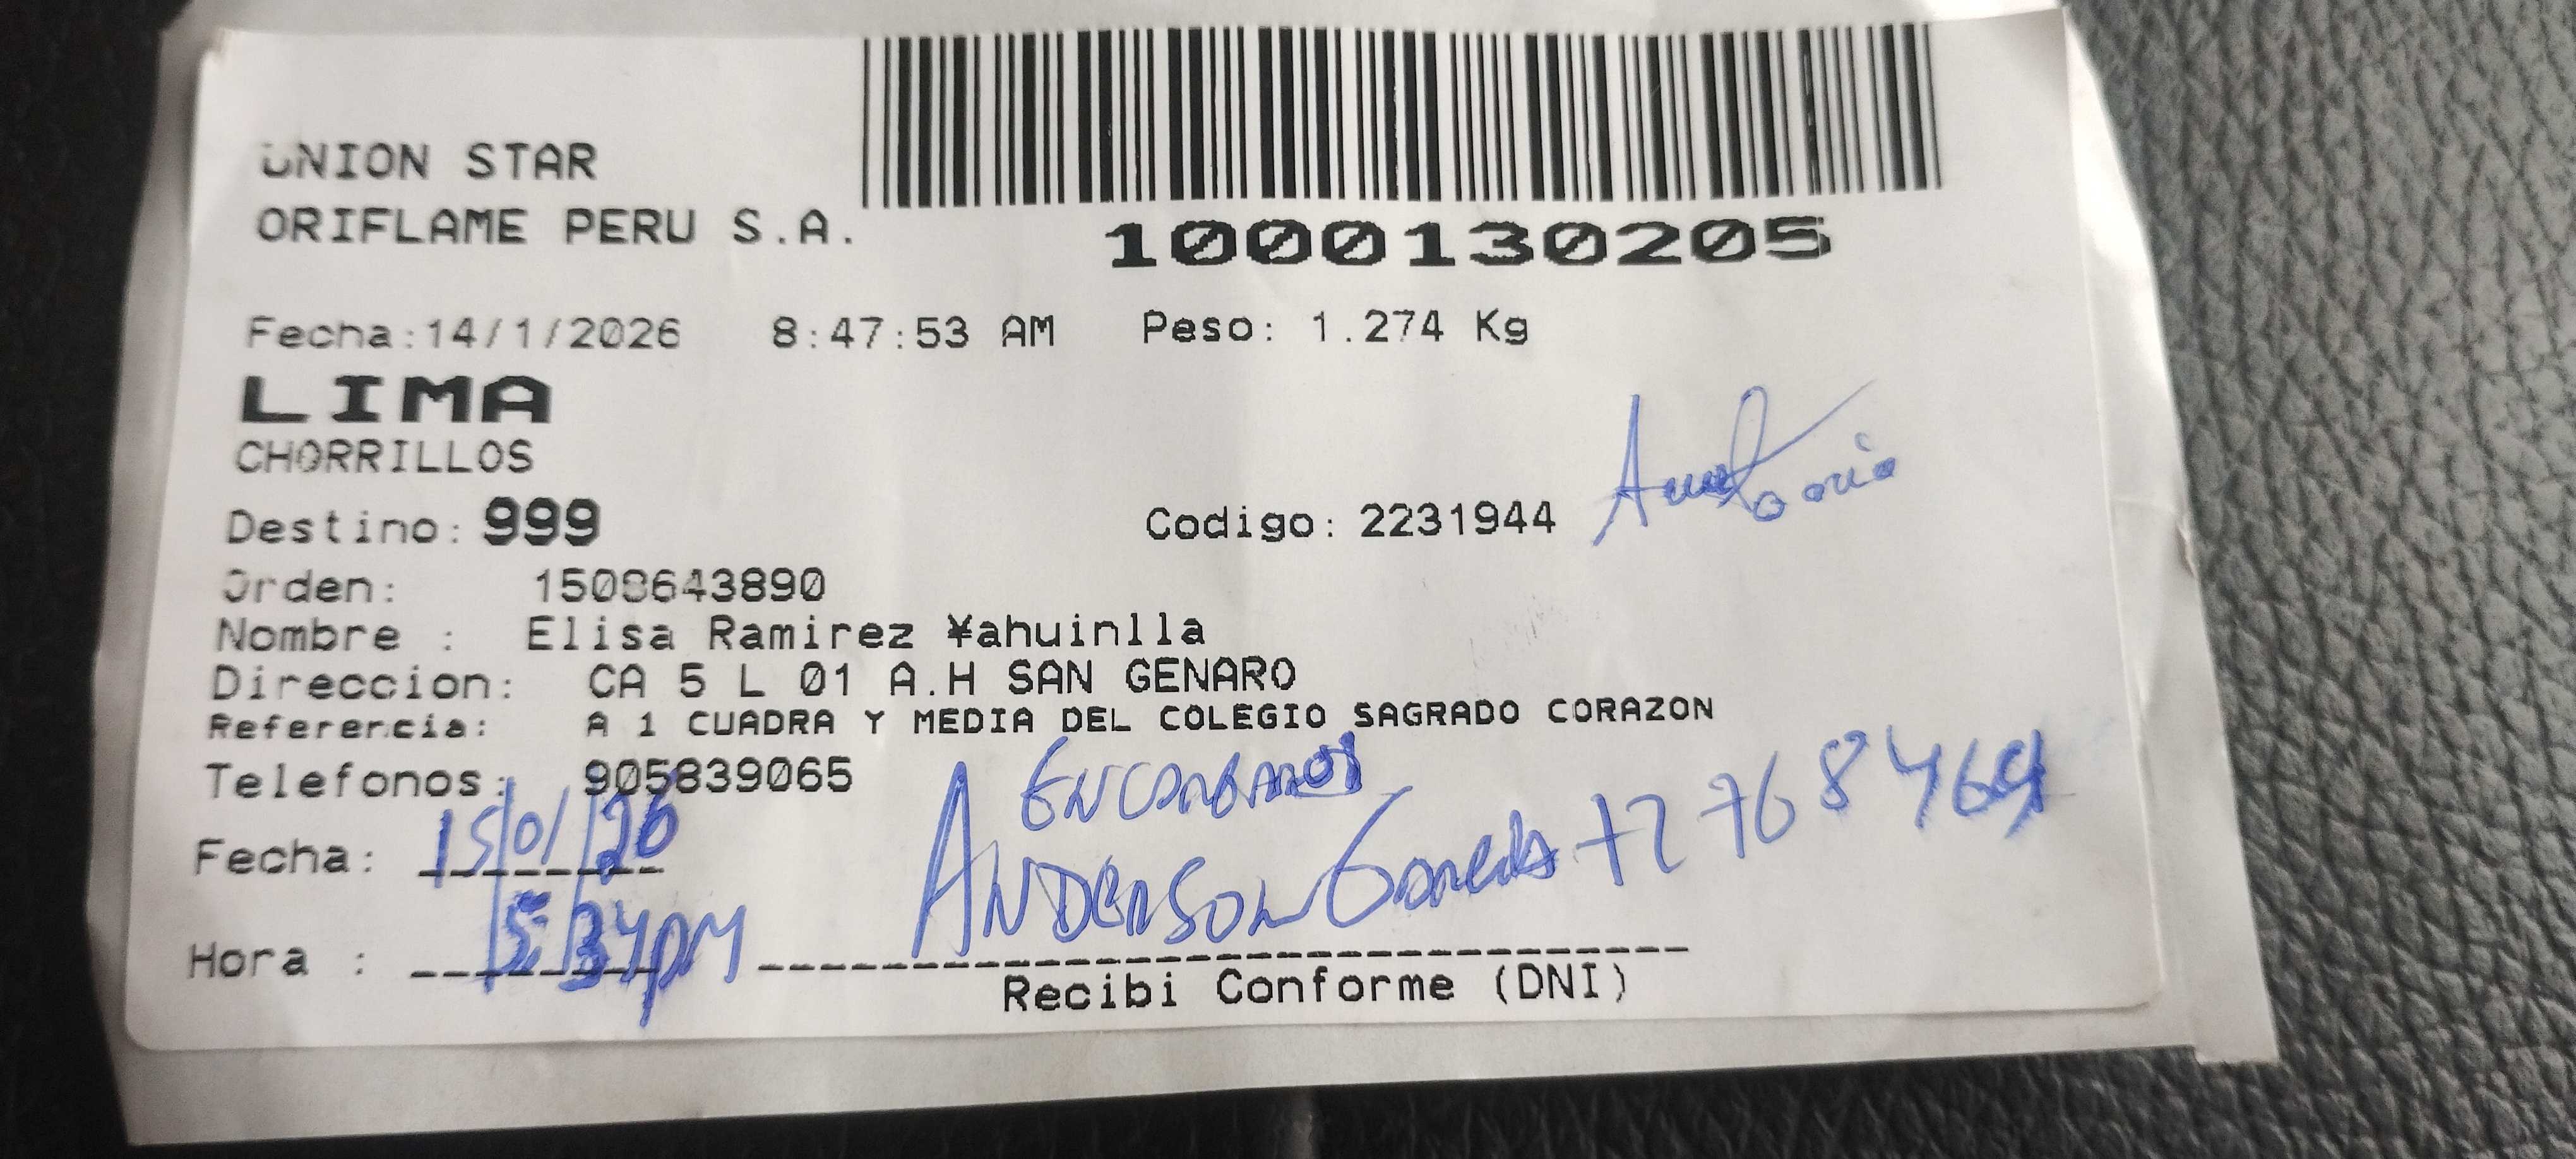 UNION STAR
ORIFLAME PERU S.A.
1000130205
Fecha:14/1/2026 8:47:53 AM Peso: 1.274 Kg
LIMA
CHORRILLOS
Destino: 999 Codigo: 2231944
Orden: 1508643890
Nombre : Elisa Ramirez ¥ahuinlla
Direccion: CA 5 L 01 A.H SAN GENARO
Referencia: A 1 CUADRA Y MEDIA DEL COLEGIO SAGRADO CORAZON
Telefonos: 905839065
Fecha: 15/01/26
ANDERSON
Hora : 5:34pm
Recibi Conforme (DNI)